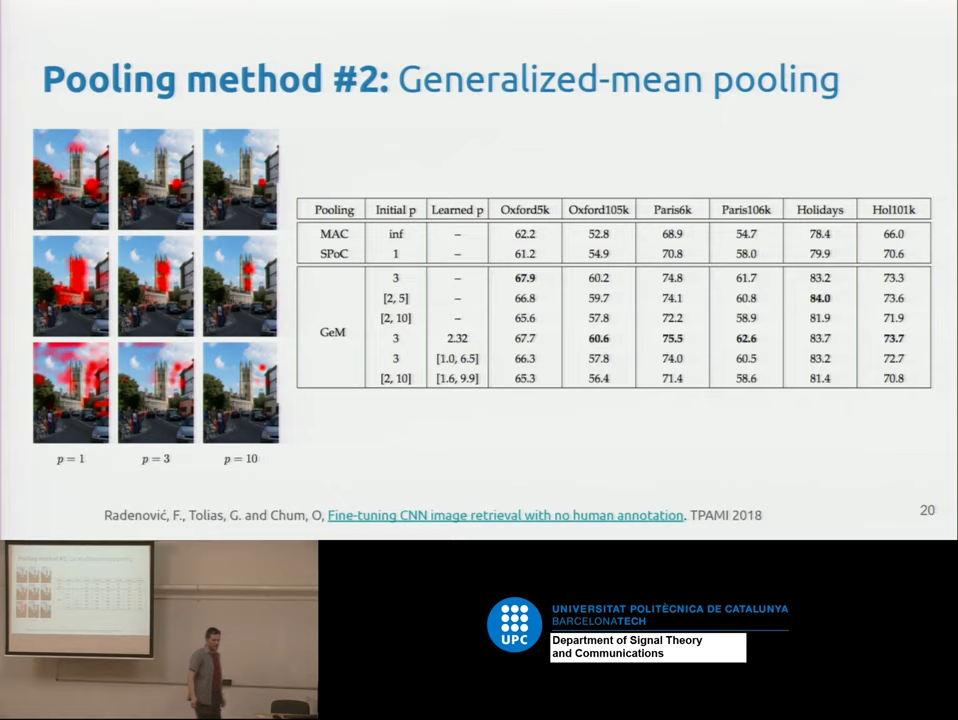 Pooling method #2: Generalized-mean pooling
Pooling Initial p Learned p Oxford5k Oxford105k Paris6k Paris106k Holidays Hol101k
MAC inf – 62.2 52.8 68.9 54.7 78.4 66.0
SPoC 1 – 61.2 54.9 70.8 58.0 79.9 70.6
GeM
3 – 67.9 60.2 74.8 61.7 83.2 73.3
[2, 5] – 66.8 59.7 74.1 60.8 84.0 73.6
[2, 10] – 65.6 57.8 72.2 58.9 81.9 71.9
3 2.32 67.7 60.6 75.5 62.6 83.7 73.7
3 [1.0, 6.5] 66.3 57.8 74.0 60.5 83.2 72.7
[2, 10] [1.6, 9.9] 65.3 56.4 71.4 58.6 81.4 70.8
p = 1 p = 3 p = 10
Radenović, F., Tolias, G. and Chum, O, Fine-tuning CNN image retrieval with no human annotation. TPAMI 2018
20
Pooling method #2: Generalized-mean pooling
UPC
UNIVERSITAT POLITÈCNICA DE CATALUNYA
BARCELONATECH
Department of Signal Theory
and Communications